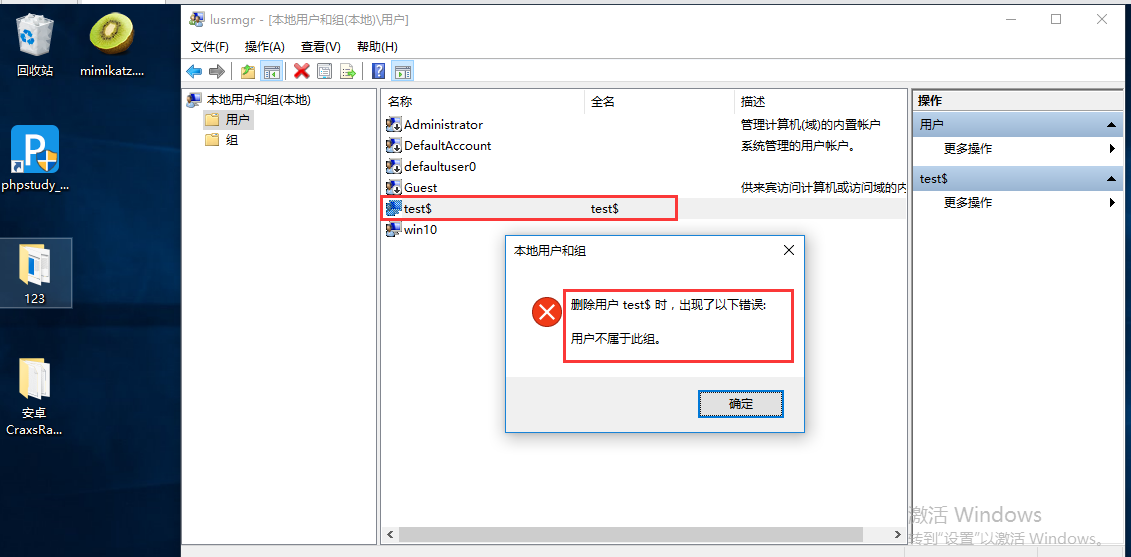 回收站
mimikatz....
phpstudy_...
123
安卓
CraxsRa...
lusrmgr - [本地用户和组(本地)\用户]
文件(F) 操作(A) 查看(V) 帮助(H)
本地用户和组(本地)
用户
组
名称 全名 描述
Administrator 管理计算机(域)的内置帐户
DefaultAccount 系统管理的用户帐户。
defaultuser0
Guest 供来宾访问计算机或访问域的内
test$ test$
win10
操作
用户
更多操作
test$
更多操作
本地用户和组
删除用户 test$ 时，出现了以下错误:
用户不属于此组。
确定
激活 Windows
转到"设置"以激活 Windows。